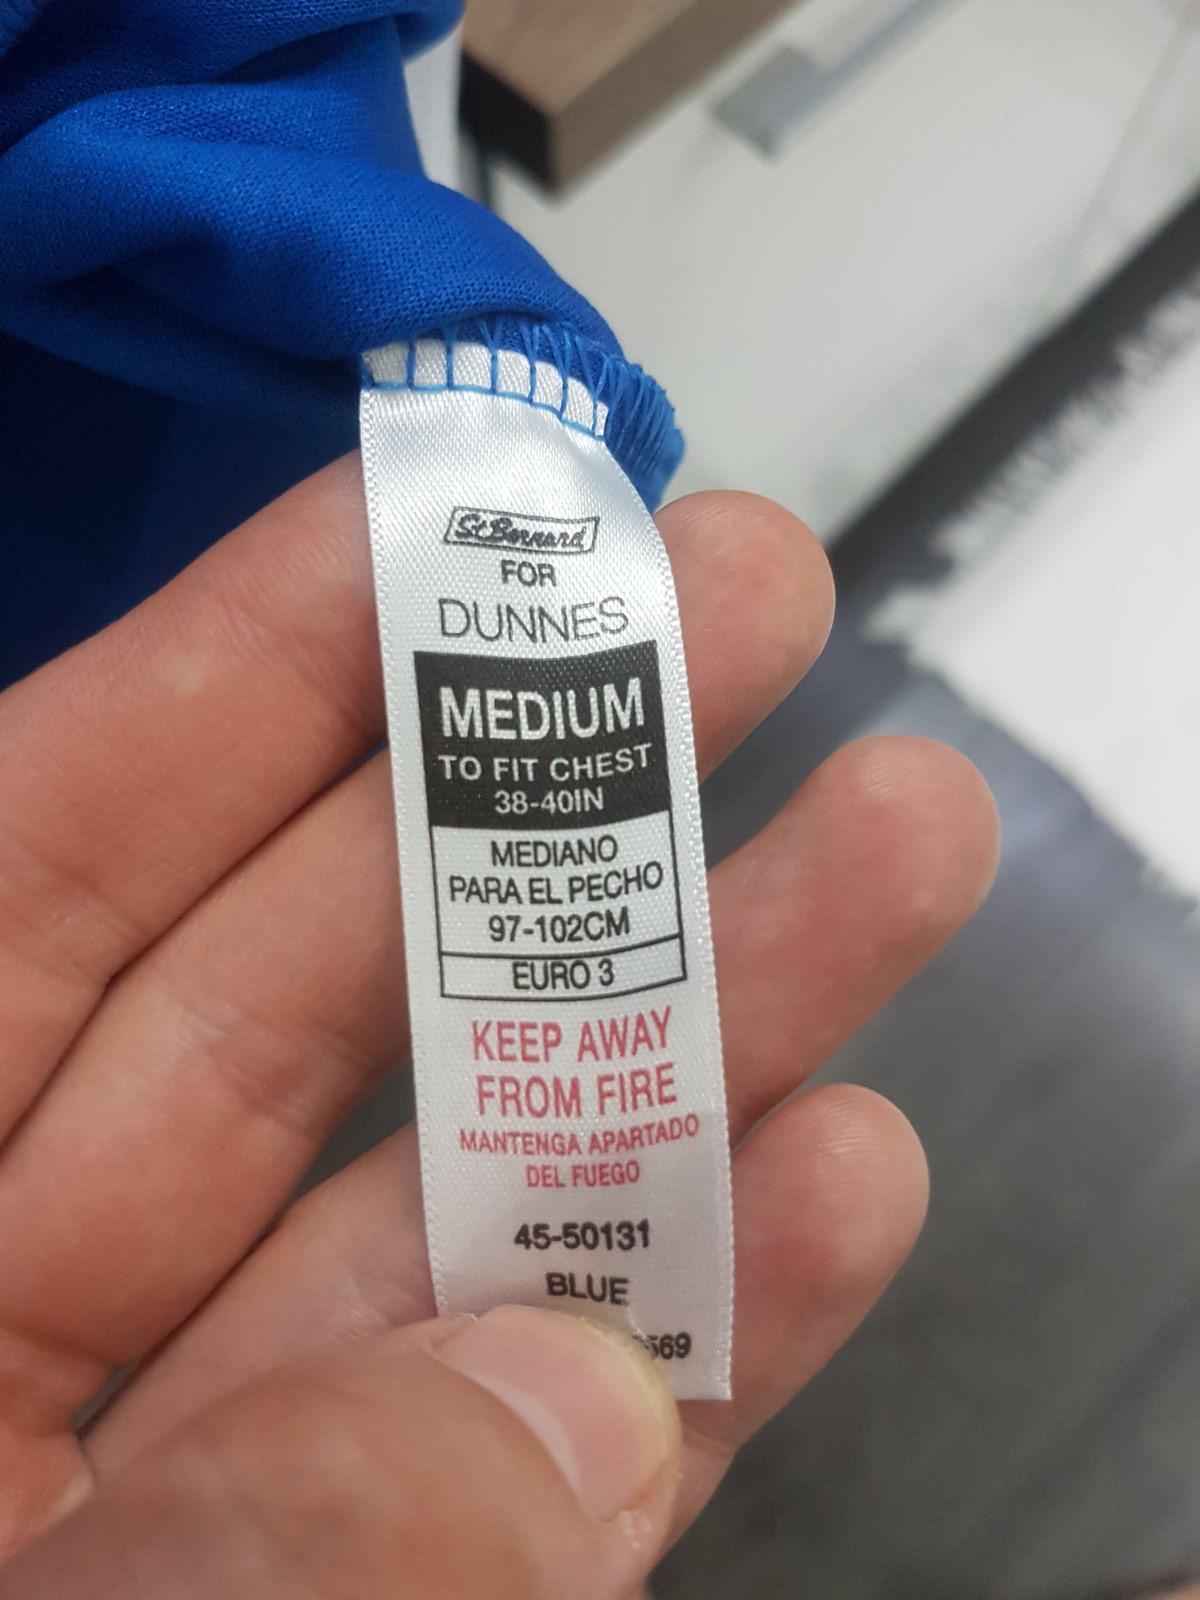 St Bernard
FOR
DUNNES
MEDIUM
TO FIT CHEST
38-40IN
MEDIANO
PARA EL PECHO
97-102CM
EURO 3
KEEP AWAY
FROM FIRE
MANTENGA APARTADO
DEL FUEGO
45-50131
BLUE